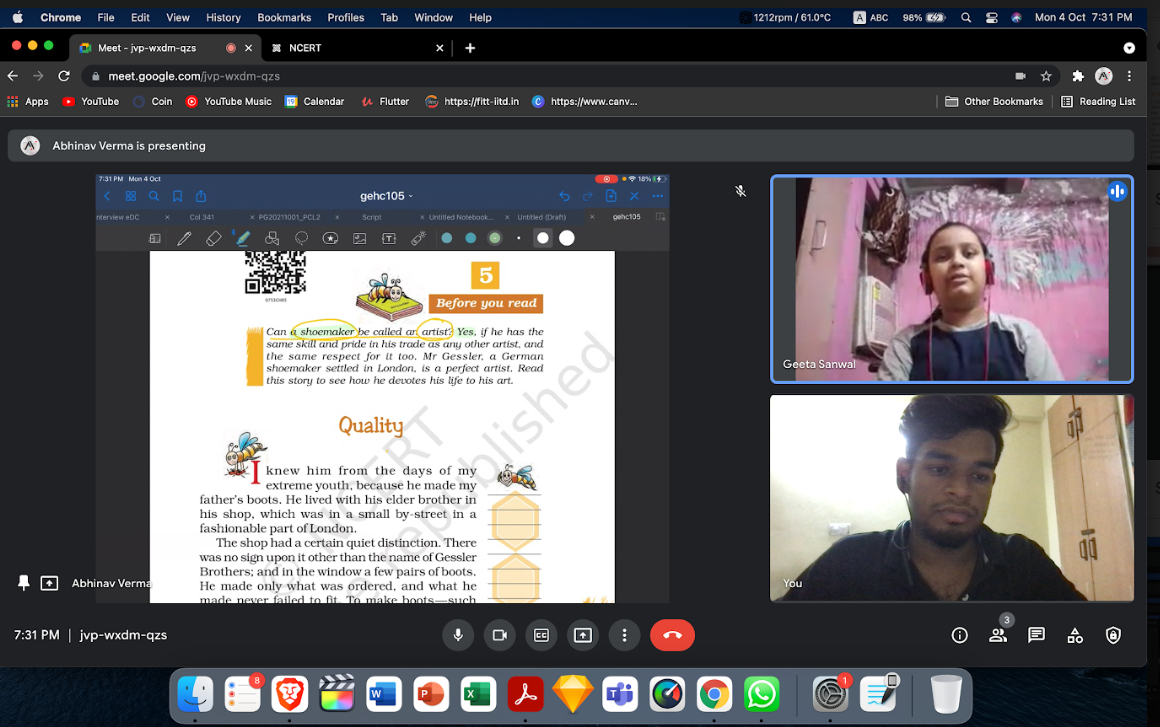 Chrome File Edit View History Bookmarks Profiles Tab Window Help
1212rpm / 61.0°C A ABC 98% Mon 4 Oct 7:31 PM
Meet - jvp-wxdm-qzs
NCERT
meet.google.com/jvp-wxdm-qzs
Apps YouTube Coin YouTube Music Calendar Flutter https://fitt-iitd.in https://www.canv... Other Bookmarks Reading List
Abhinav Verma is presenting
7:31 PM Mon 4 Oct 18%
gehc105
nterview eDC Col 341 PG20211001_PCL2 Script Untitled Notebook... Untitled (Draft) gehc105
5
Before you read
Can a shoemaker be called an artist? Yes, if he has the
same skill and pride in his trade as any other artist, and
the same respect for it too. Mr Gessler, a German
shoemaker settled in London, is a perfect artist. Read
this story to see how he devotes his life to his art.
Quality
I knew him from the days of my
extreme youth, because he made my
father's boots. He lived with his elder brother in
his shop, which was in a small by-street in a
fashionable part of London.
The shop had a certain quiet distinction. There
was no sign upon it other than the name of Gessler
Brothers; and in the window a few pairs of boots.
He made only what was ordered, and what he
made never failed to fit. To make boots—such
NCERT
republished
Geeta Sanwal
You
Abhinav Verma
7:31 PM | jvp-wxdm-qzs
3
8
1